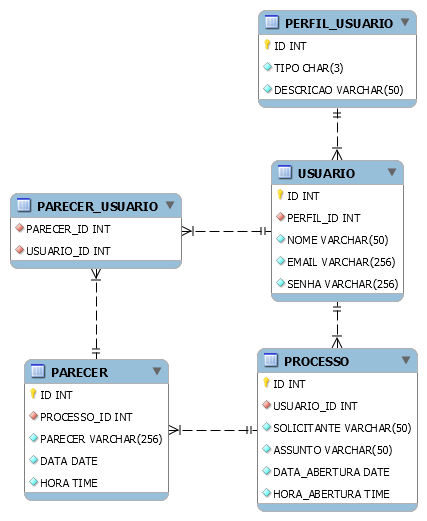 PERFIL_USUARIO
ID INT
TIPO CHAR(3)
DESCRICAO VARCHAR(50)
USUARIO
ID INT
PERFIL_ID INT
NOME VARCHAR(50)
EMAIL VARCHAR(256)
SENHA VARCHAR(256)
PARECER_USUARIO
PARECER_ID INT
USUARIO_ID INT
PARECER
ID INT
PROCESSO_ID INT
PARECER VARCHAR(256)
DATA DATE
HORA TIME
PROCESSO
ID INT
USUARIO_ID INT
SOLICITANTE VARCHAR(50)
ASSUNTO VARCHAR(50)
DATA_ABERTURA DATE
HORA_ABERTURA TIME